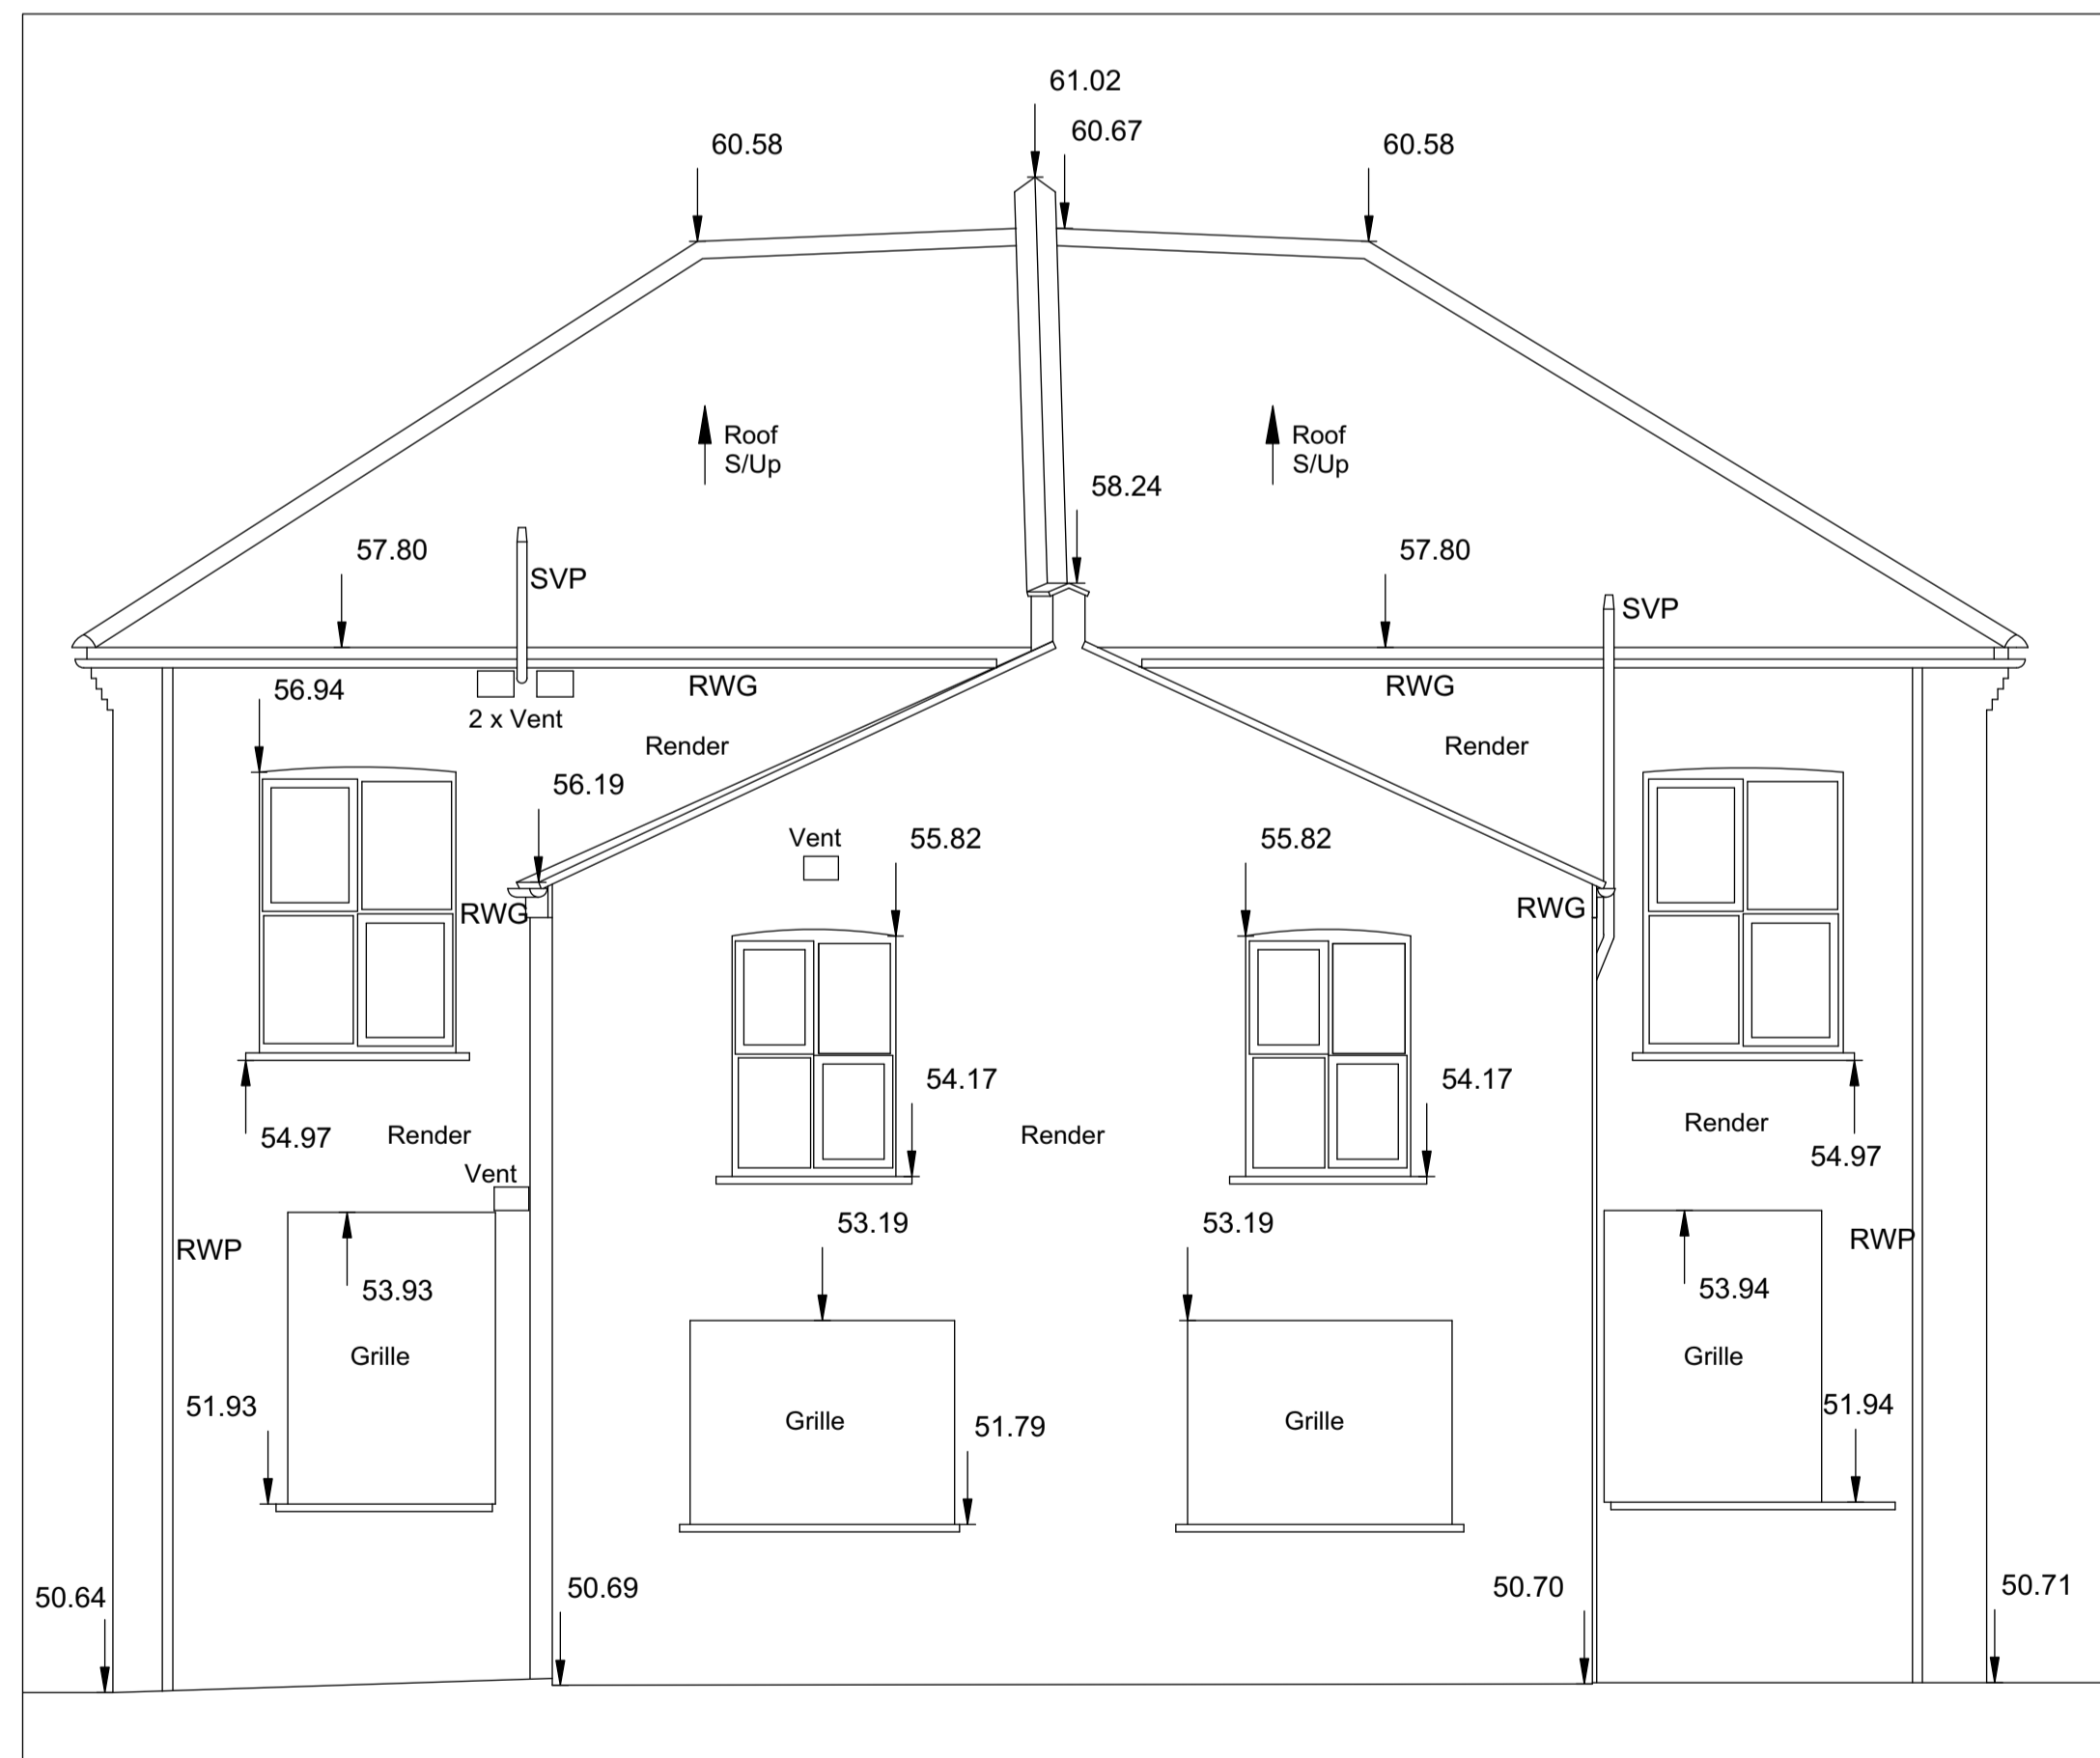 61.02
60.67
60.58
60.58
Roof
S/Up
Roof
S/Up
58.24
57.80
57.80
SVP
SVP
56.94
RWG
RWG
2 x Vent
Render
Render
56.19
Vent
55.82
55.82
RWG
RWG
54.17
54.17
54.97
Render
Render
Render
54.97
Vent
53.19
53.19
RWP
RWP
53.93
53.94
Grille
Grille
51.93
51.94
Grille
51.79
Grille
50.64
50.69
50.70
50.71